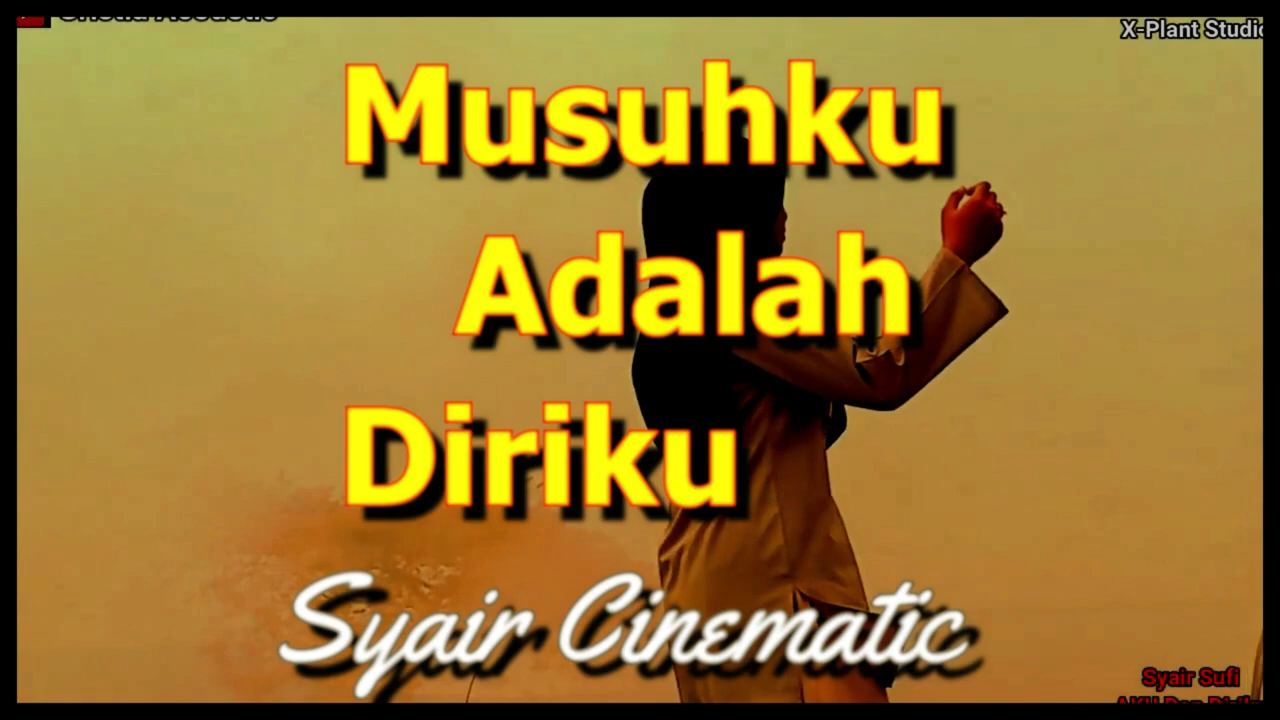 X-Plant Studio
Musuhku
Adalah
Diriku
Syair Cinematic
Syair Sufi